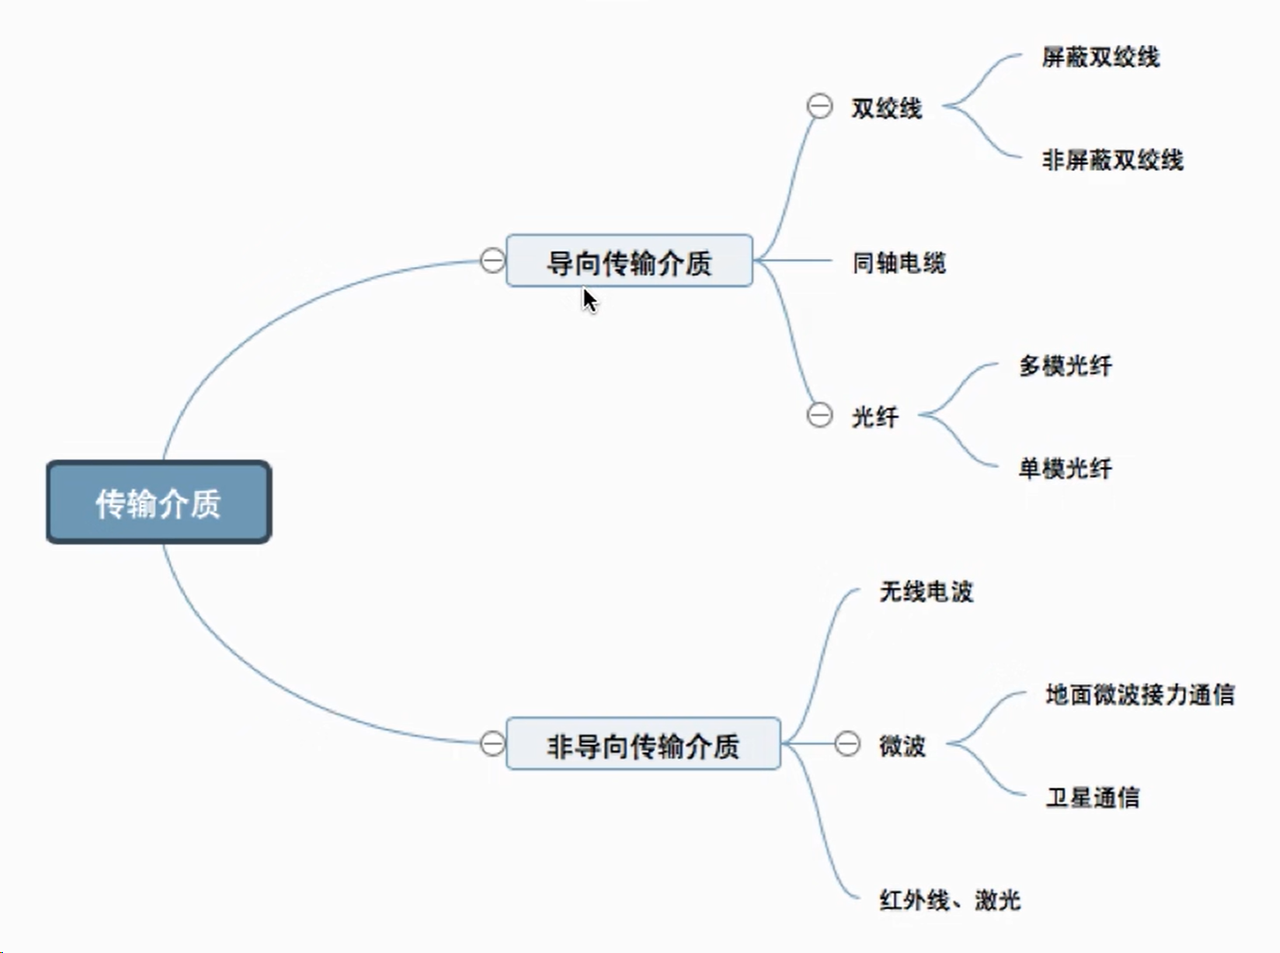 传输介质
导向传输介质
双绞线
屏蔽双绞线
非屏蔽双绞线
同轴电缆
光纤
多模光纤
单模光纤
非导向传输介质
无线电波
微波
地面微波接力通信
卫星通信
红外线、激光